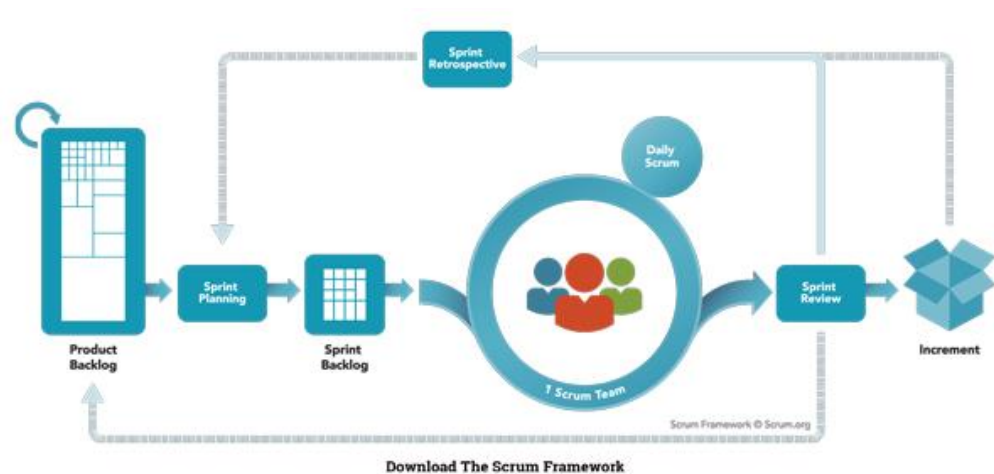 Sprint
Retrospective
Daily
Scrum
Sprint
Planning
Sprint
Review
Product
Backlog
Sprint
Backlog
1 Scrum Team
Increment
Scrum Framework © Scrum.org
Download The Scrum Framework